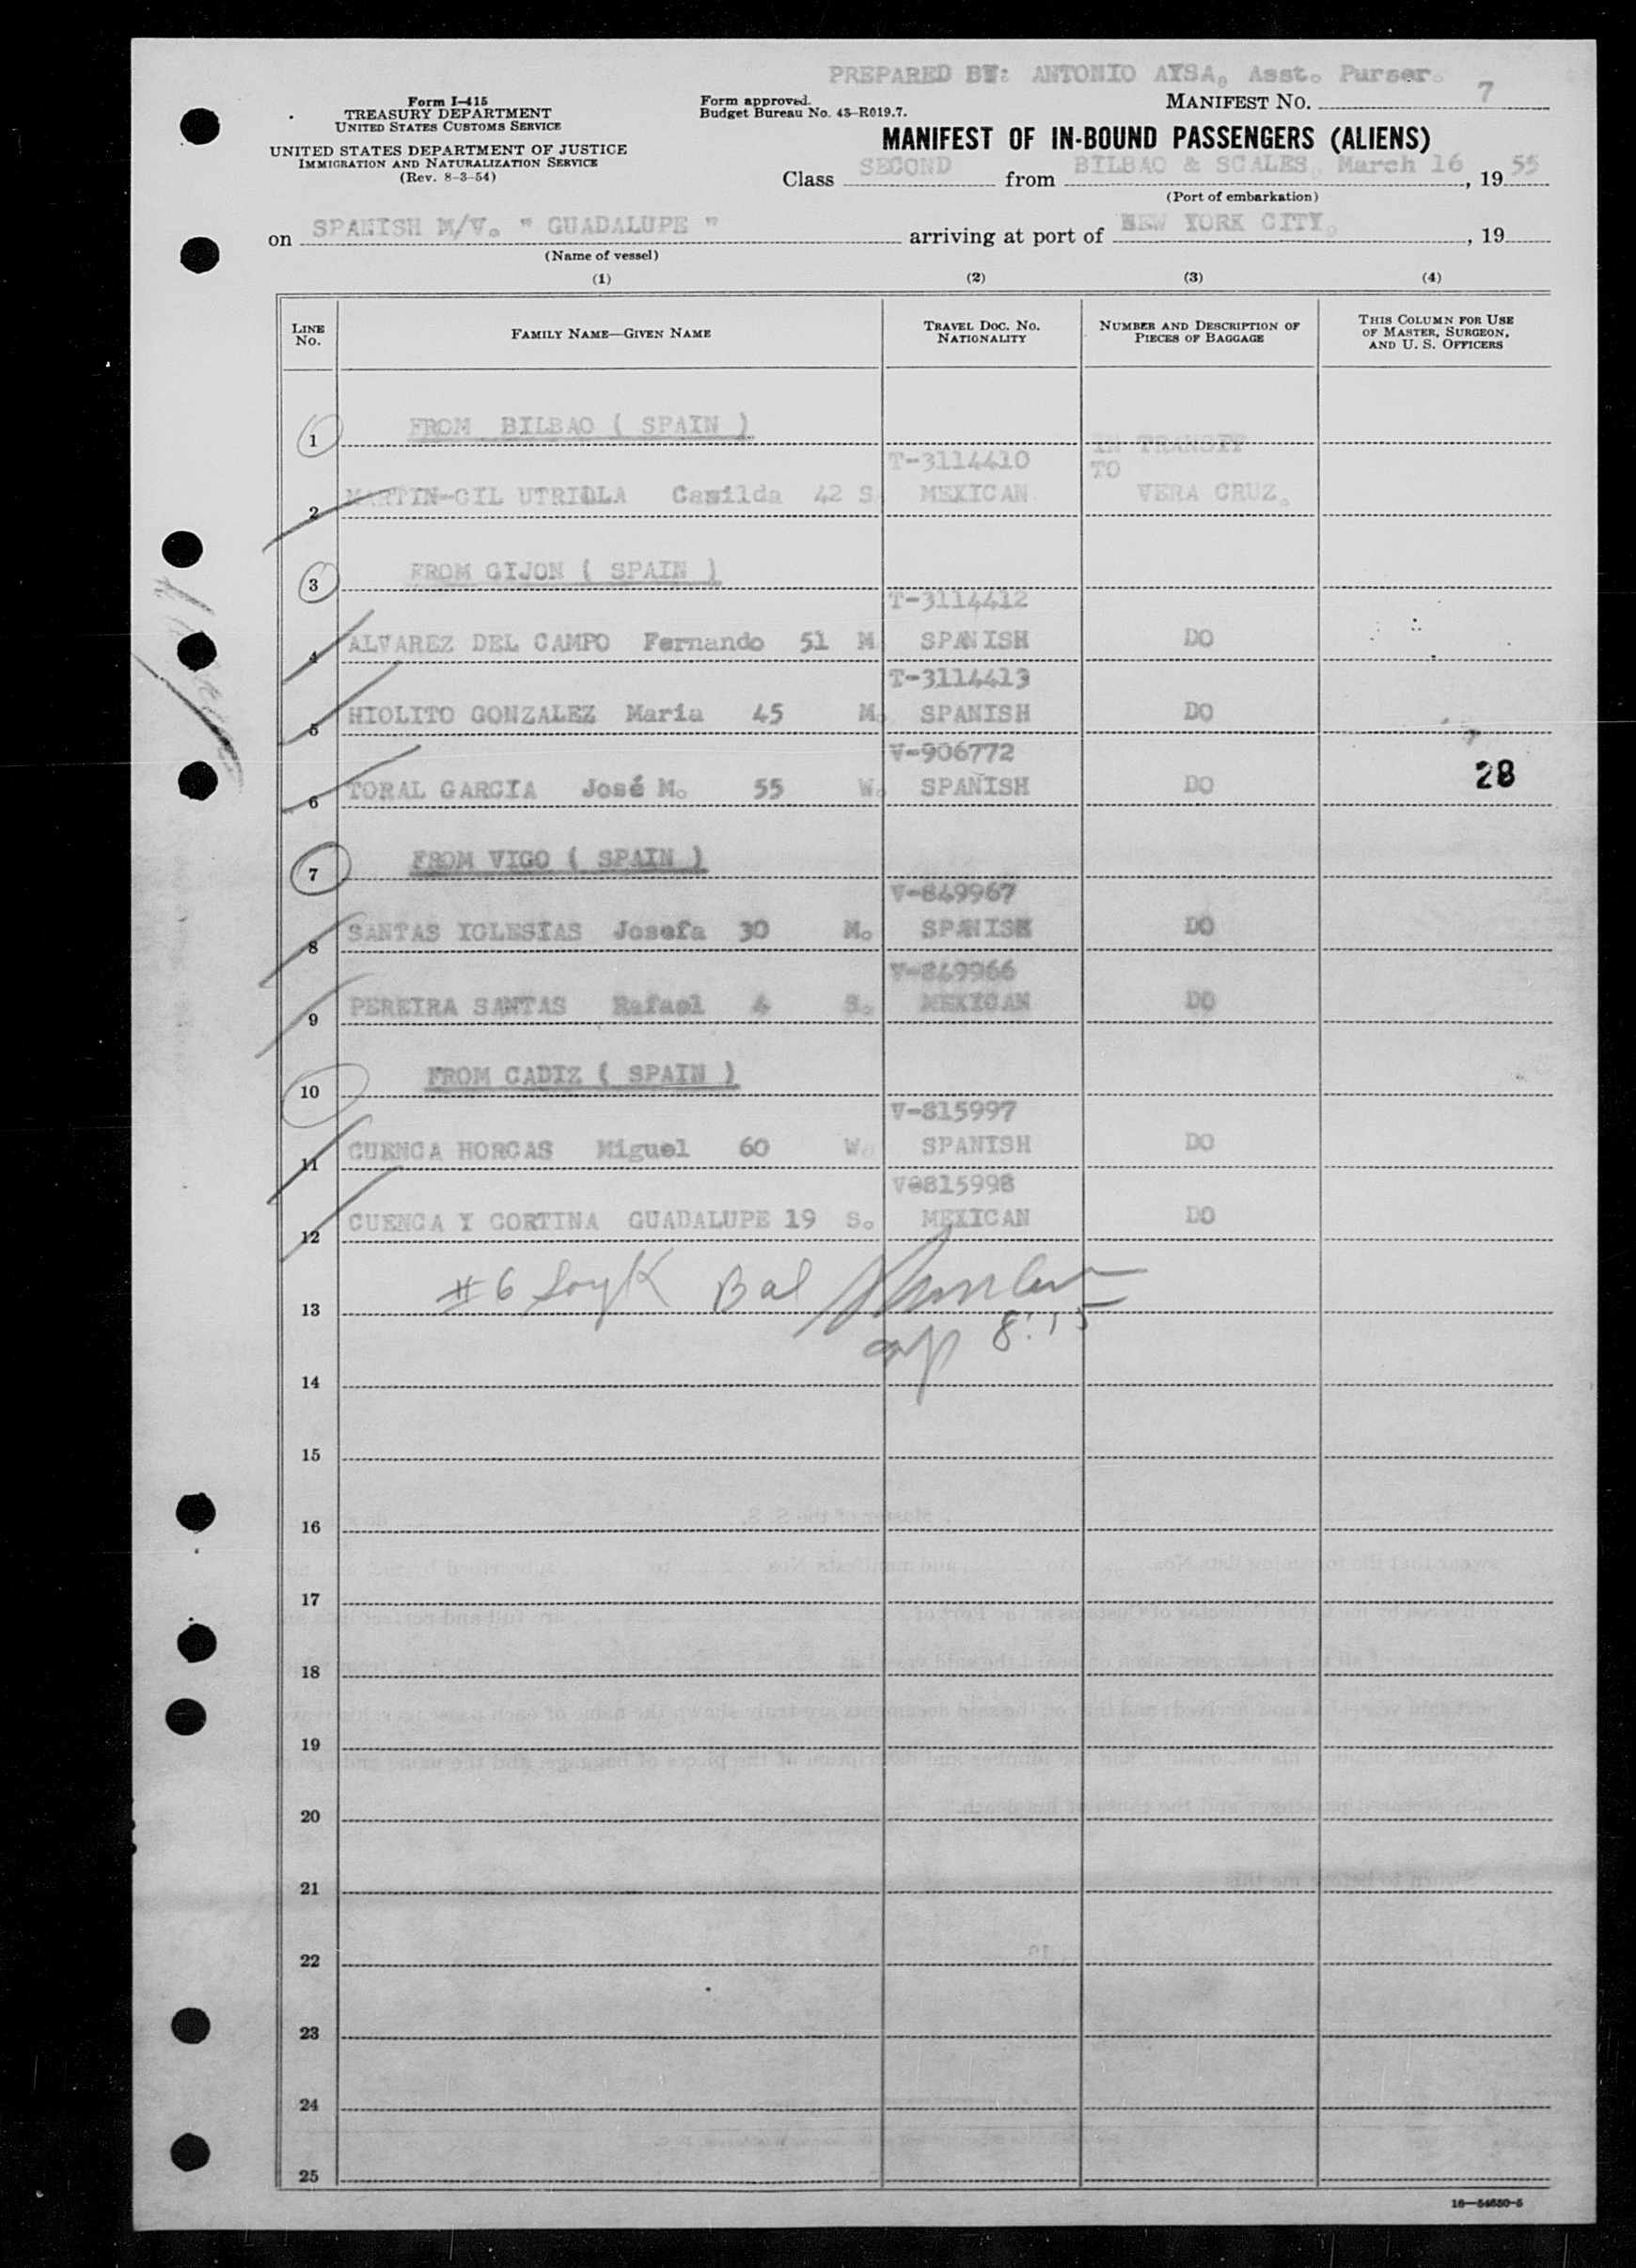 PREPARED BY: ANTONIO AYSA, Asst. Purser.
Form I-415
TREASURY DEPARTMENT
UNITED STATES CUSTOMS SERVICE
UNITED STATES DEPARTMENT OF JUSTICE
IMMIGRATION AND NATURALIZATION SERVICE
(Rev. 8-3-54)
Form approved.
Budget Bureau No. 43-R019.7.
MANIFEST NO. 7
MANIFEST OF IN-BOUND PASSENGERS (ALIENS)
Class SECOND from BILBAO & SCALES, March 16, 1955
(Port of embarkation)
on SPANISH M/V. " GUADALUPE " arriving at port of NEW YORK CITY, , 19
(Name of vessel)
(1) (2) (3) (4)
LINE No. FAMILY NAME—GIVEN NAME TRAVEL DOC. NO. NATIONALITY NUMBER AND DESCRIPTION OF PIECES OF BAGGAGE THIS COLUMN FOR USE OF MASTER, SURGEON, AND U. S. OFFICERS
1 FROM BILBAO ( SPAIN )
T-3114410 IN TRANSIT TO
2 MARTIN-GIL UTRILLA Casilda 42 S. MEXICAN VERA CRUZ.
3 FROM GIJON ( SPAIN )
T-3114412
4 ALVAREZ DEL CAMPO Fernando 51 M SPANISH DO
T-3114413
5 HIOLITO GONZALEZ Maria 45 M. SPANISH DO
V-906772
6 TORAL GARCIA José M. 55 W. SPANISH DO 28
7 FROM VIGO ( SPAIN )
V-849967
8 SANTAS IGLESIAS Josefa 30 M. SPANISH DO
V-849966
9 PEREIRA SANTAS Rafael 4 S. MEXICAN DO
10 FROM CADIZ ( SPAIN )
V-815997
11 CUENCA HORCAS Miguel 60 W. SPANISH DO
V@815998
12 CUENCA Y CORTINA GUADALUPE 19 S. MEXICAN DO
#6 Bal
13
8:15
14
15
16
17
18
19
20
21
22
23
24
25
16—54650-5